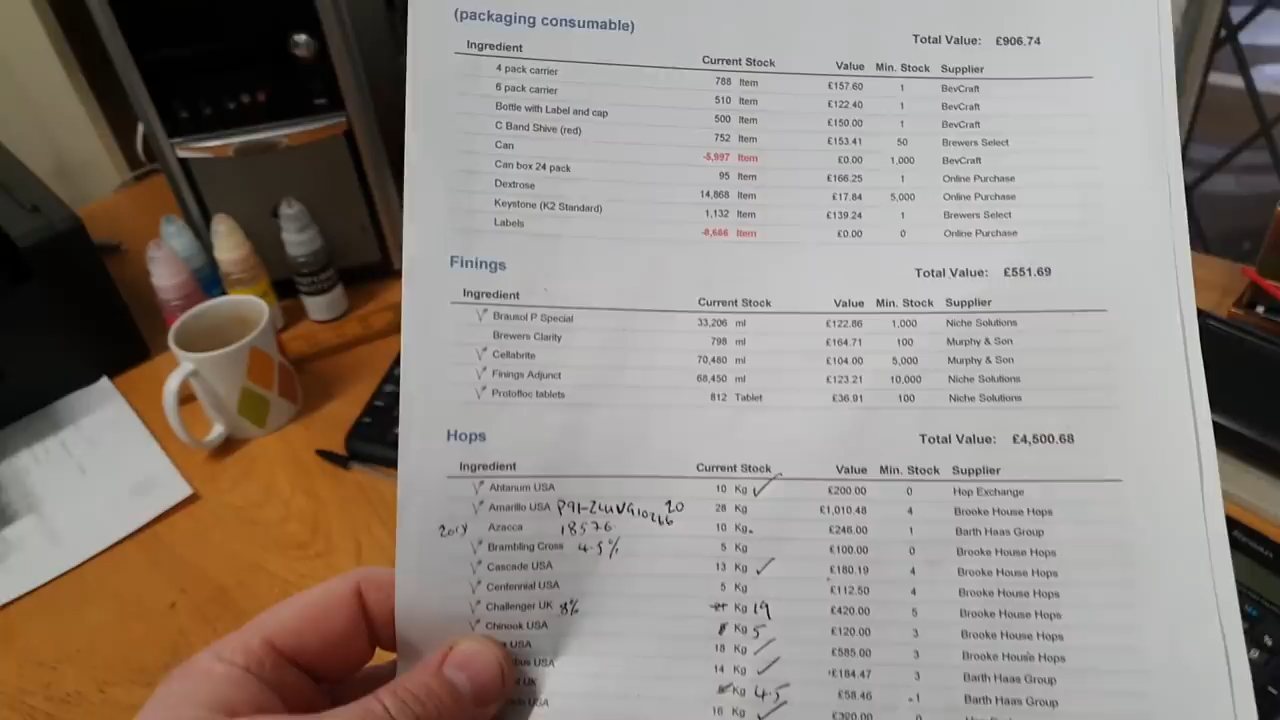 (packaging consumable) Total Value: £906.74
Ingredient Current Stock Value Min. Stock Supplier
4 pack carrier 788 Item £157.60 1 BevCraft
6 pack carrier 510 Item £122.40 1 BevCraft
Bottle with Label and cap 500 Item £150.00 1 BevCraft
C Band Shive (red) 752 Item £153.41 50 Brewers Select
Can -5,997 Item £0.00 1,000 BevCraft
Can box 24 pack 95 Item £166.25 1 Online Purchase
Dextrose 14,868 Item £17.84 5,000 Online Purchase
Keystone (K2 Standard) 1,132 Item £139.24 1 Brewers Select
Labels -8,686 Item £0.00 0 Online Purchase
Finings Total Value: £551.69
Ingredient Current Stock Value Min. Stock Supplier
Brausol P Special 33,206 ml £122.86 1,000 Niche Solutions
Brewers Clarity 798 ml £164.71 100 Murphy & Son
Cellabrite 70,480 ml £104.00 5,000 Murphy & Son
Finings Adjunct 68,450 ml £123.21 10,000 Niche Solutions
Protofloc tablets 812 Tablet £36.91 100 Niche Solutions
Hops Total Value: £4,500.68
Ingredient Current Stock Value Min. Stock Supplier
Ahtanum USA 10 Kg £200.00 0 Hop Exchange
Amarillo USA 20 28 Kg £1,010.48 4 Brooke House Hops
Azacca 18576 10 Kg £246.00 1 Barth Haas Group
Brambling Cross 4.5% 5 Kg £100.00 0 Brooke House Hops
Cascade USA 13 Kg £180.19 4 Brooke House Hops
Centennial USA 5 Kg £112.50 4 Brooke House Hops
Challenger UK 8% Kg 19 £420.00 5 Brooke House Hops
Chinook USA Kg 5 £120.00 3 Brooke House Hops
USA 18 Kg £585.00 3 Brooke House Hops
bus USA 14 Kg £184.47 3 Barth Haas Group
UK Kg 4.5 £58.46 1 Barth Haas Group
USA 16 Kg £320.00